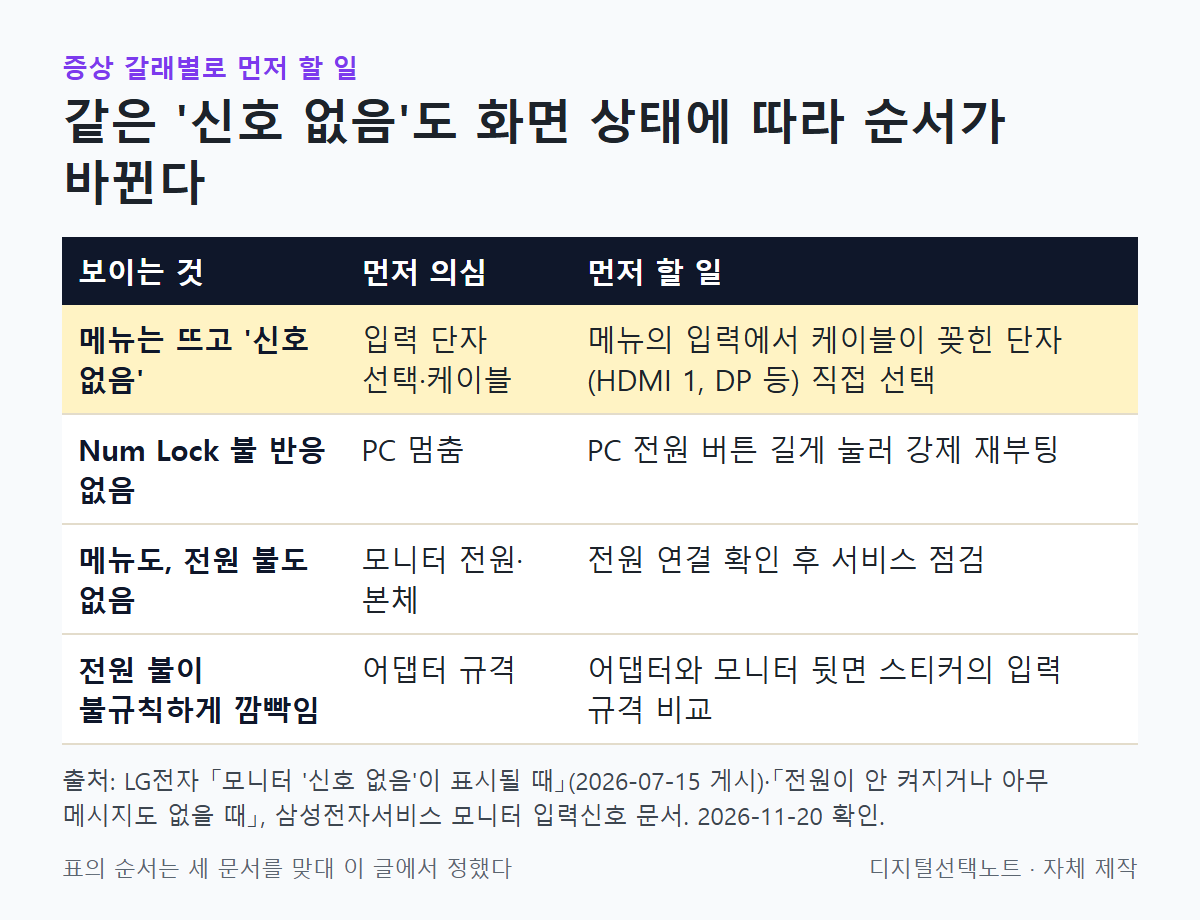 증상 갈래별로 먼저 할 일
같은 '신호 없음'도 화면 상태에 따라 순서가
바뀐다
보이는 것 먼저 의심 먼저 할 일
메뉴는 뜨고 '신호
없음'
입력 단자
선택·케이블
메뉴의 입력에서 케이블이 꽂힌 단자
(HDMI 1, DP 등) 직접 선택
Num Lock 불 반응
없음
PC 멈춤
PC 전원 버튼 길게 눌러 강제 재부팅
메뉴도, 전원 불도
없음
모니터 전원·
본체
전원 연결 확인 후 서비스 점검
전원 불이
불규칙하게 깜빡임
어댑터 규격
어댑터와 모니터 뒷면 스티커의 입력
규격 비교
출처: LG전자 「모니터 '신호 없음'이 표시될 때」(2026-07-15 게시)·「전원이 안 켜지거나 아무
메시지도 없을 때」, 삼성전자서비스 모니터 입력신호 문서. 2026-11-20 확인.
표의 순서는 세 문서를 맞대 이 글에서 정했다
디지털선택노트 · 자체 제작